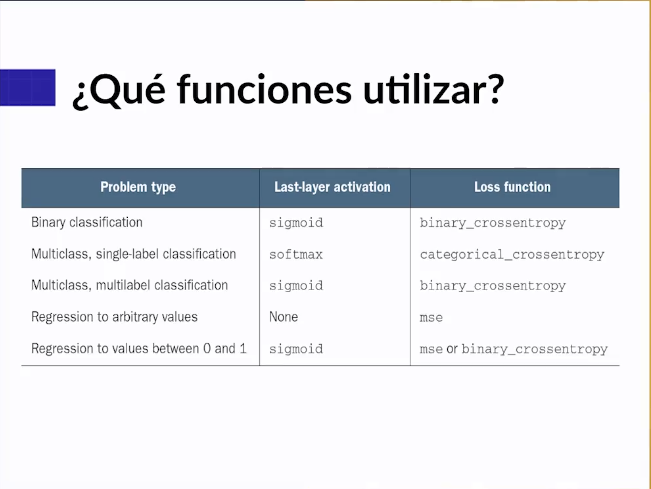 ¿Qué funciones utilizar?
Problem type Last-layer activation Loss function
Binary classification sigmoid binary_crossentropy
Multiclass, single-label classification softmax categorical_crossentropy
Multiclass, multilabel classification sigmoid binary_crossentropy
Regression to arbitrary values None mse
Regression to values between 0 and 1 sigmoid mse or binary_crossentropy